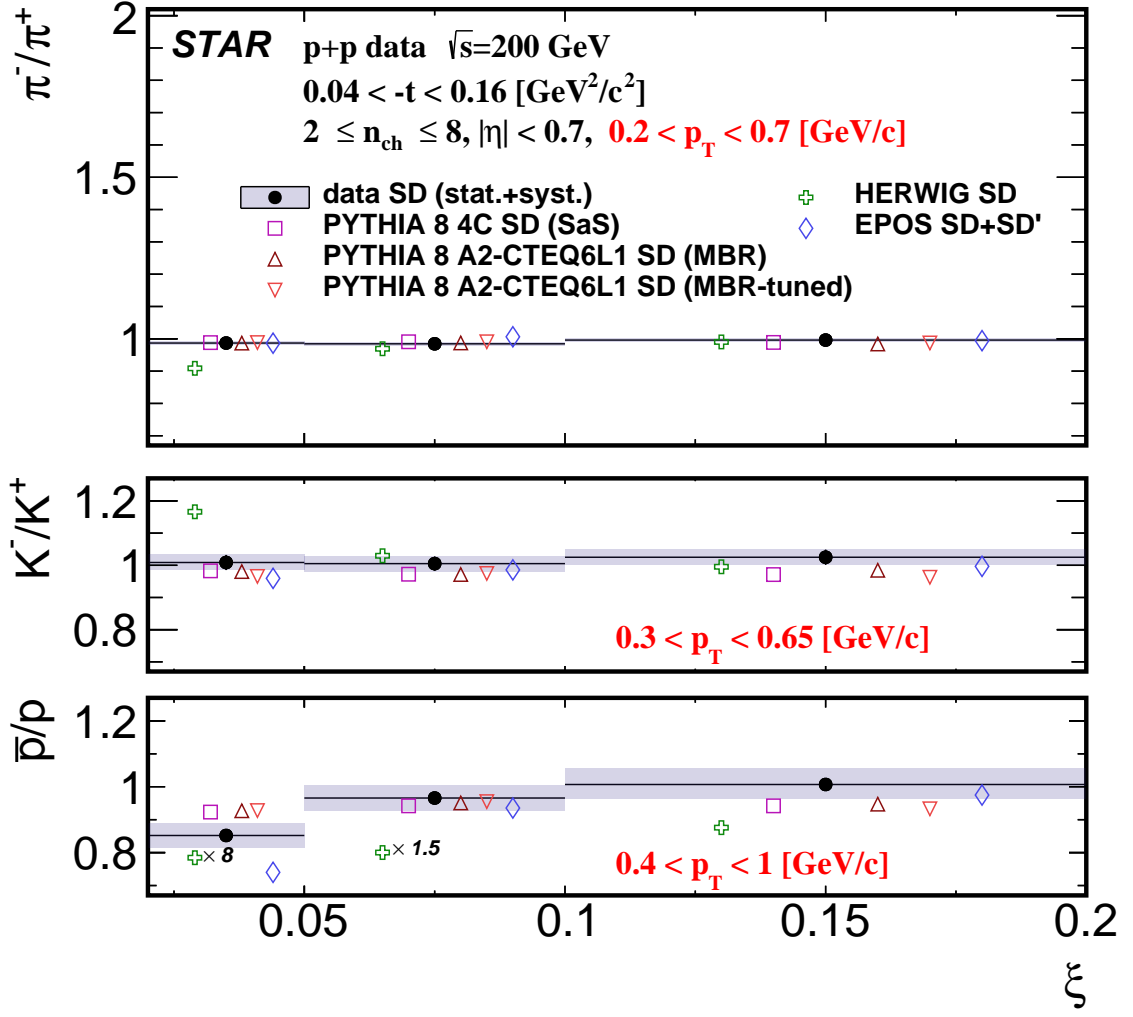 π⁻/π⁺
2
1.5
1
STAR p+p data √s=200 GeV
0.04 < -t < 0.16 [GeV²/c²]
2 ≤ n_ch ≤ 8, |η| < 0.7, 0.2 < p_T < 0.7 [GeV/c]
data SD (stat.+syst.)
PYTHIA 8 4C SD (SaS)
PYTHIA 8 A2-CTEQ6L1 SD (MBR)
PYTHIA 8 A2-CTEQ6L1 SD (MBR-tuned)
HERWIG SD
EPOS SD+SD'
K⁻/K⁺
1.2
1
0.8
0.3 < p_T < 0.65 [GeV/c]
p̅/p
1.2
1
0.8
× 8
× 1.5
0.4 < p_T < 1 [GeV/c]
0.05 0.1 0.15 0.2
ξ